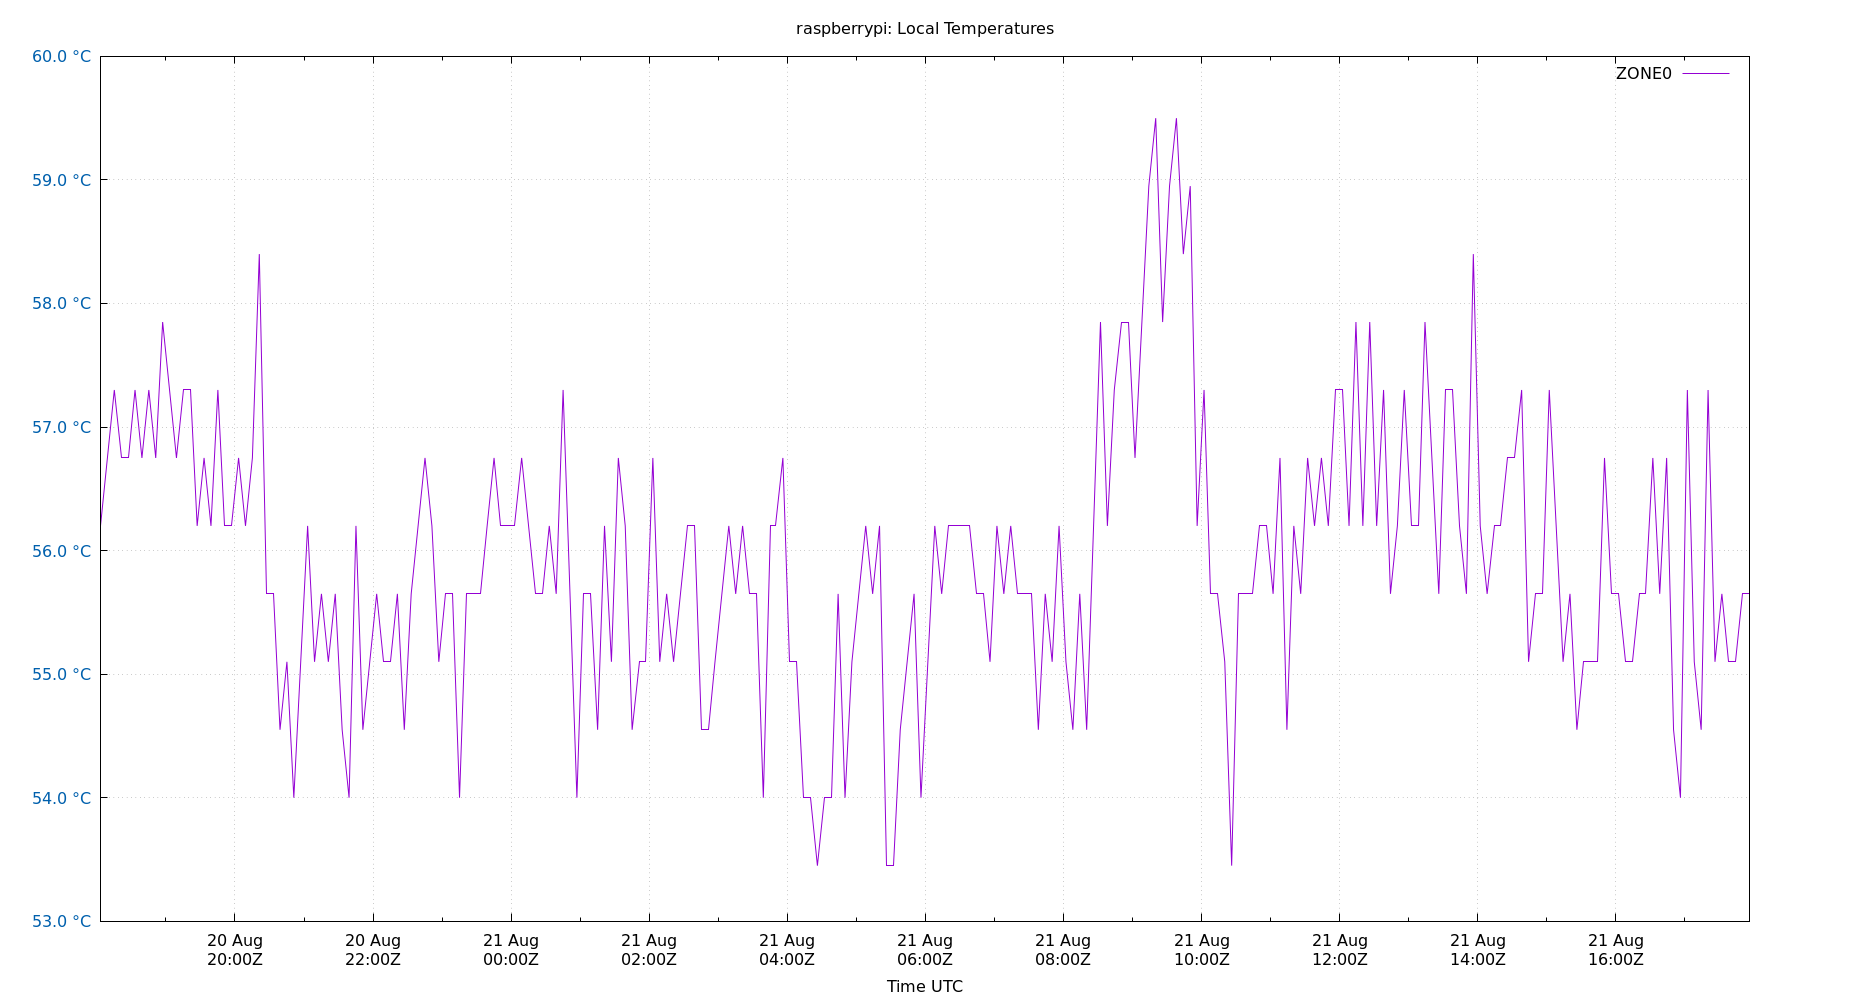 raspberrypi: Local Temperatures
60.0 °C
ZONE0
59.0 °C
58.0 °C
57.0 °C
56.0 °C
55.0 °C
54.0 °C
53.0 °C
20 Aug 20 Aug 21 Aug 21 Aug 21 Aug 21 Aug 21 Aug 21 Aug 21 Aug 21 Aug 21 Aug
20:00Z 22:00Z 00:00Z 02:00Z 04:00Z 06:00Z 08:00Z 10:00Z 12:00Z 14:00Z 16:00Z
Time UTC